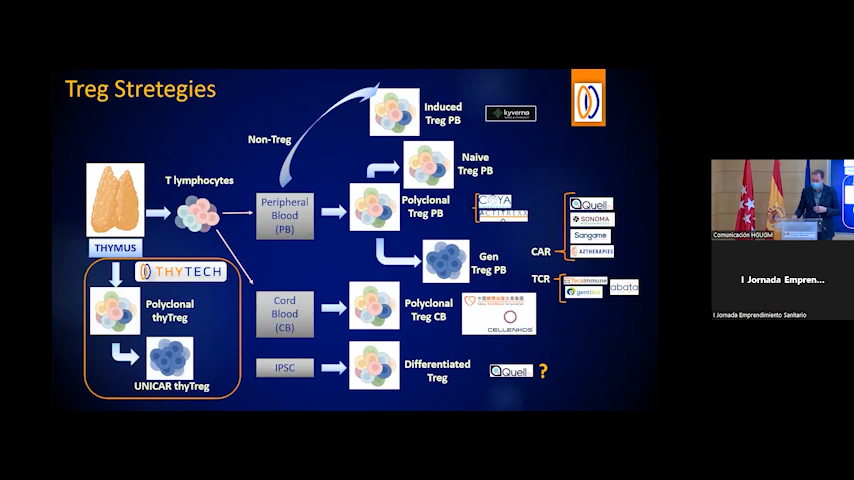 Treg Stretegies
Induced
Treg PB
kyverna
Non-Treg
Naive
Treg PB
T lymphocytes
Peripheral
Blood
(PB)
Polyclonal
Treg PB
Quell
SONOMA
Sangamo
AZTHERAPIES
CAR
THYMUS
THYTECH
Gen
Treg PB
TCR
TeraImmune
abata
Polyclonal
thyTreg
Cord
Blood
(CB)
Polyclonal
Treg CB
CELLENKOS
UNICAR thyTreg
IPSC
Differentiated
Treg
Quell
?
Comunicación HGUGM
I Jornada Empren...
I Jornada Emprendimiento Sanitario